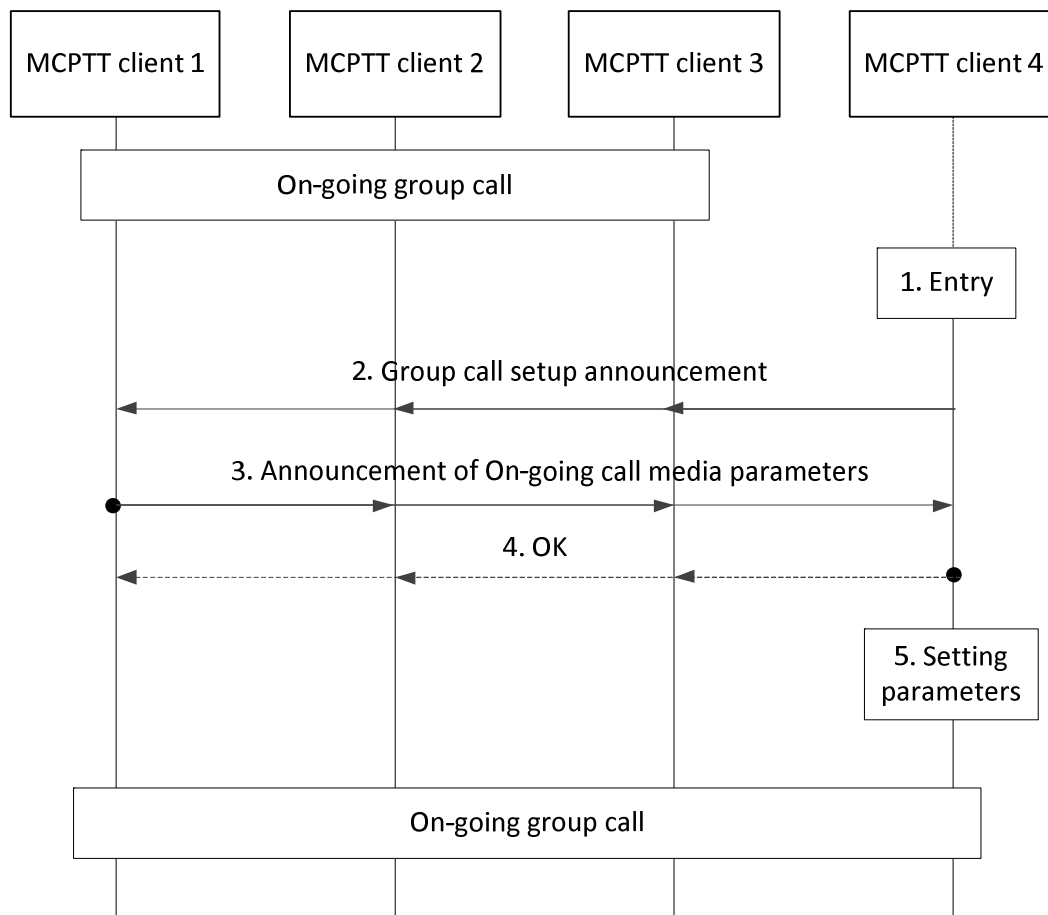 MCPTT client 1
MCPTT client 2
MCPTT client 3
MCPTT client 4
On-going group call
1. Entry
2. Group call setup announcement
3. Announcement of On-going call media parameters
4. OK
5. Setting
parameters
On-going group call